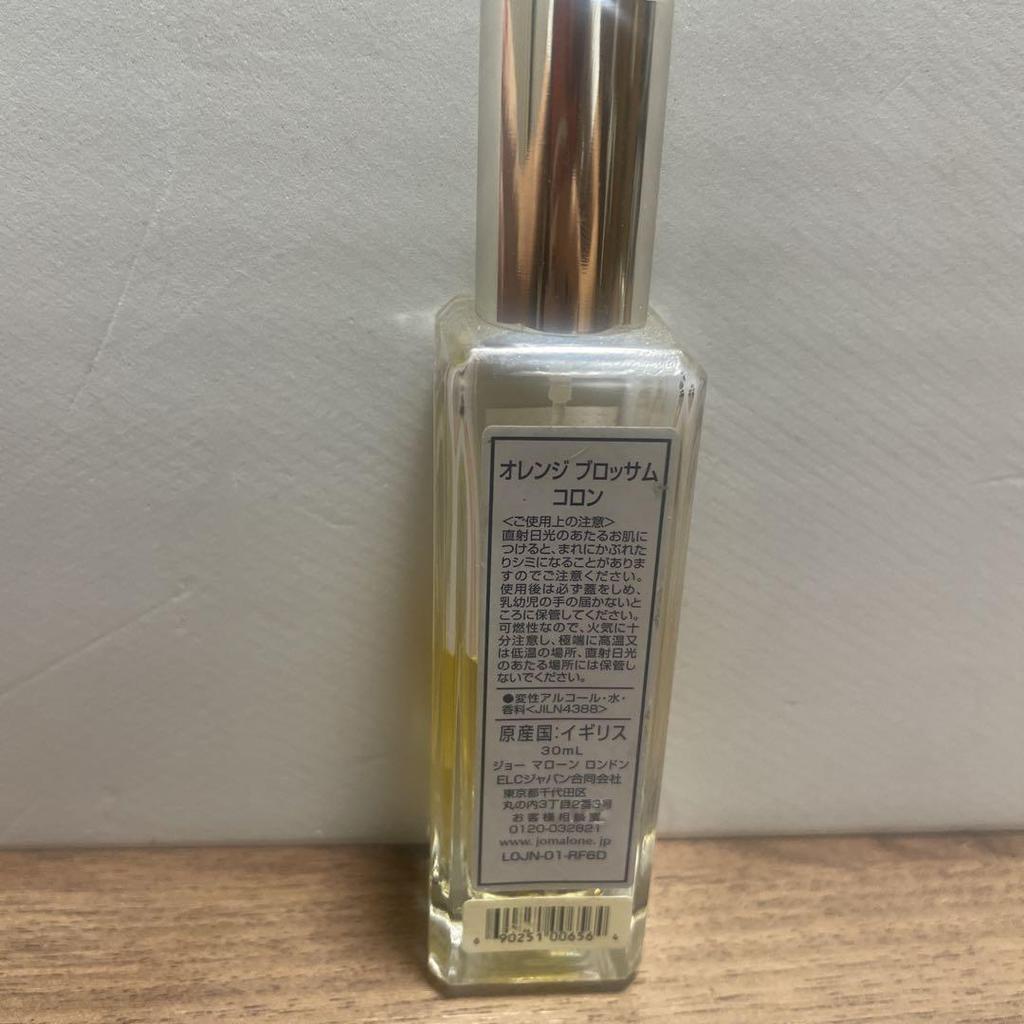 オレンジ ブロッサム
コロン
<ご使用上の注意>
直射日光のあたるお肌に
つけると、まれにかぶれた
りシミになることがありま
すのでご注意ください。
使用後は必ず蓋をしめ、
乳幼児の手の届かないと
ころに保管してください。
可燃性なので、火気に十
分注意し、極端に高温又
は低温の場所、直射日光
のあたる場所には保管し
ないでください。
●変性アルコール・水・
香料<JILN4388>
原産国:イギリス
30mL
ジョー マローン ロンドン
ELCジャパン合同会社
東京都千代田区
丸の内3丁目2番3号
お客様相談室
0120-032821
www. jomalone. jp
L0JN-01-RF6D
6 90251 00656 4